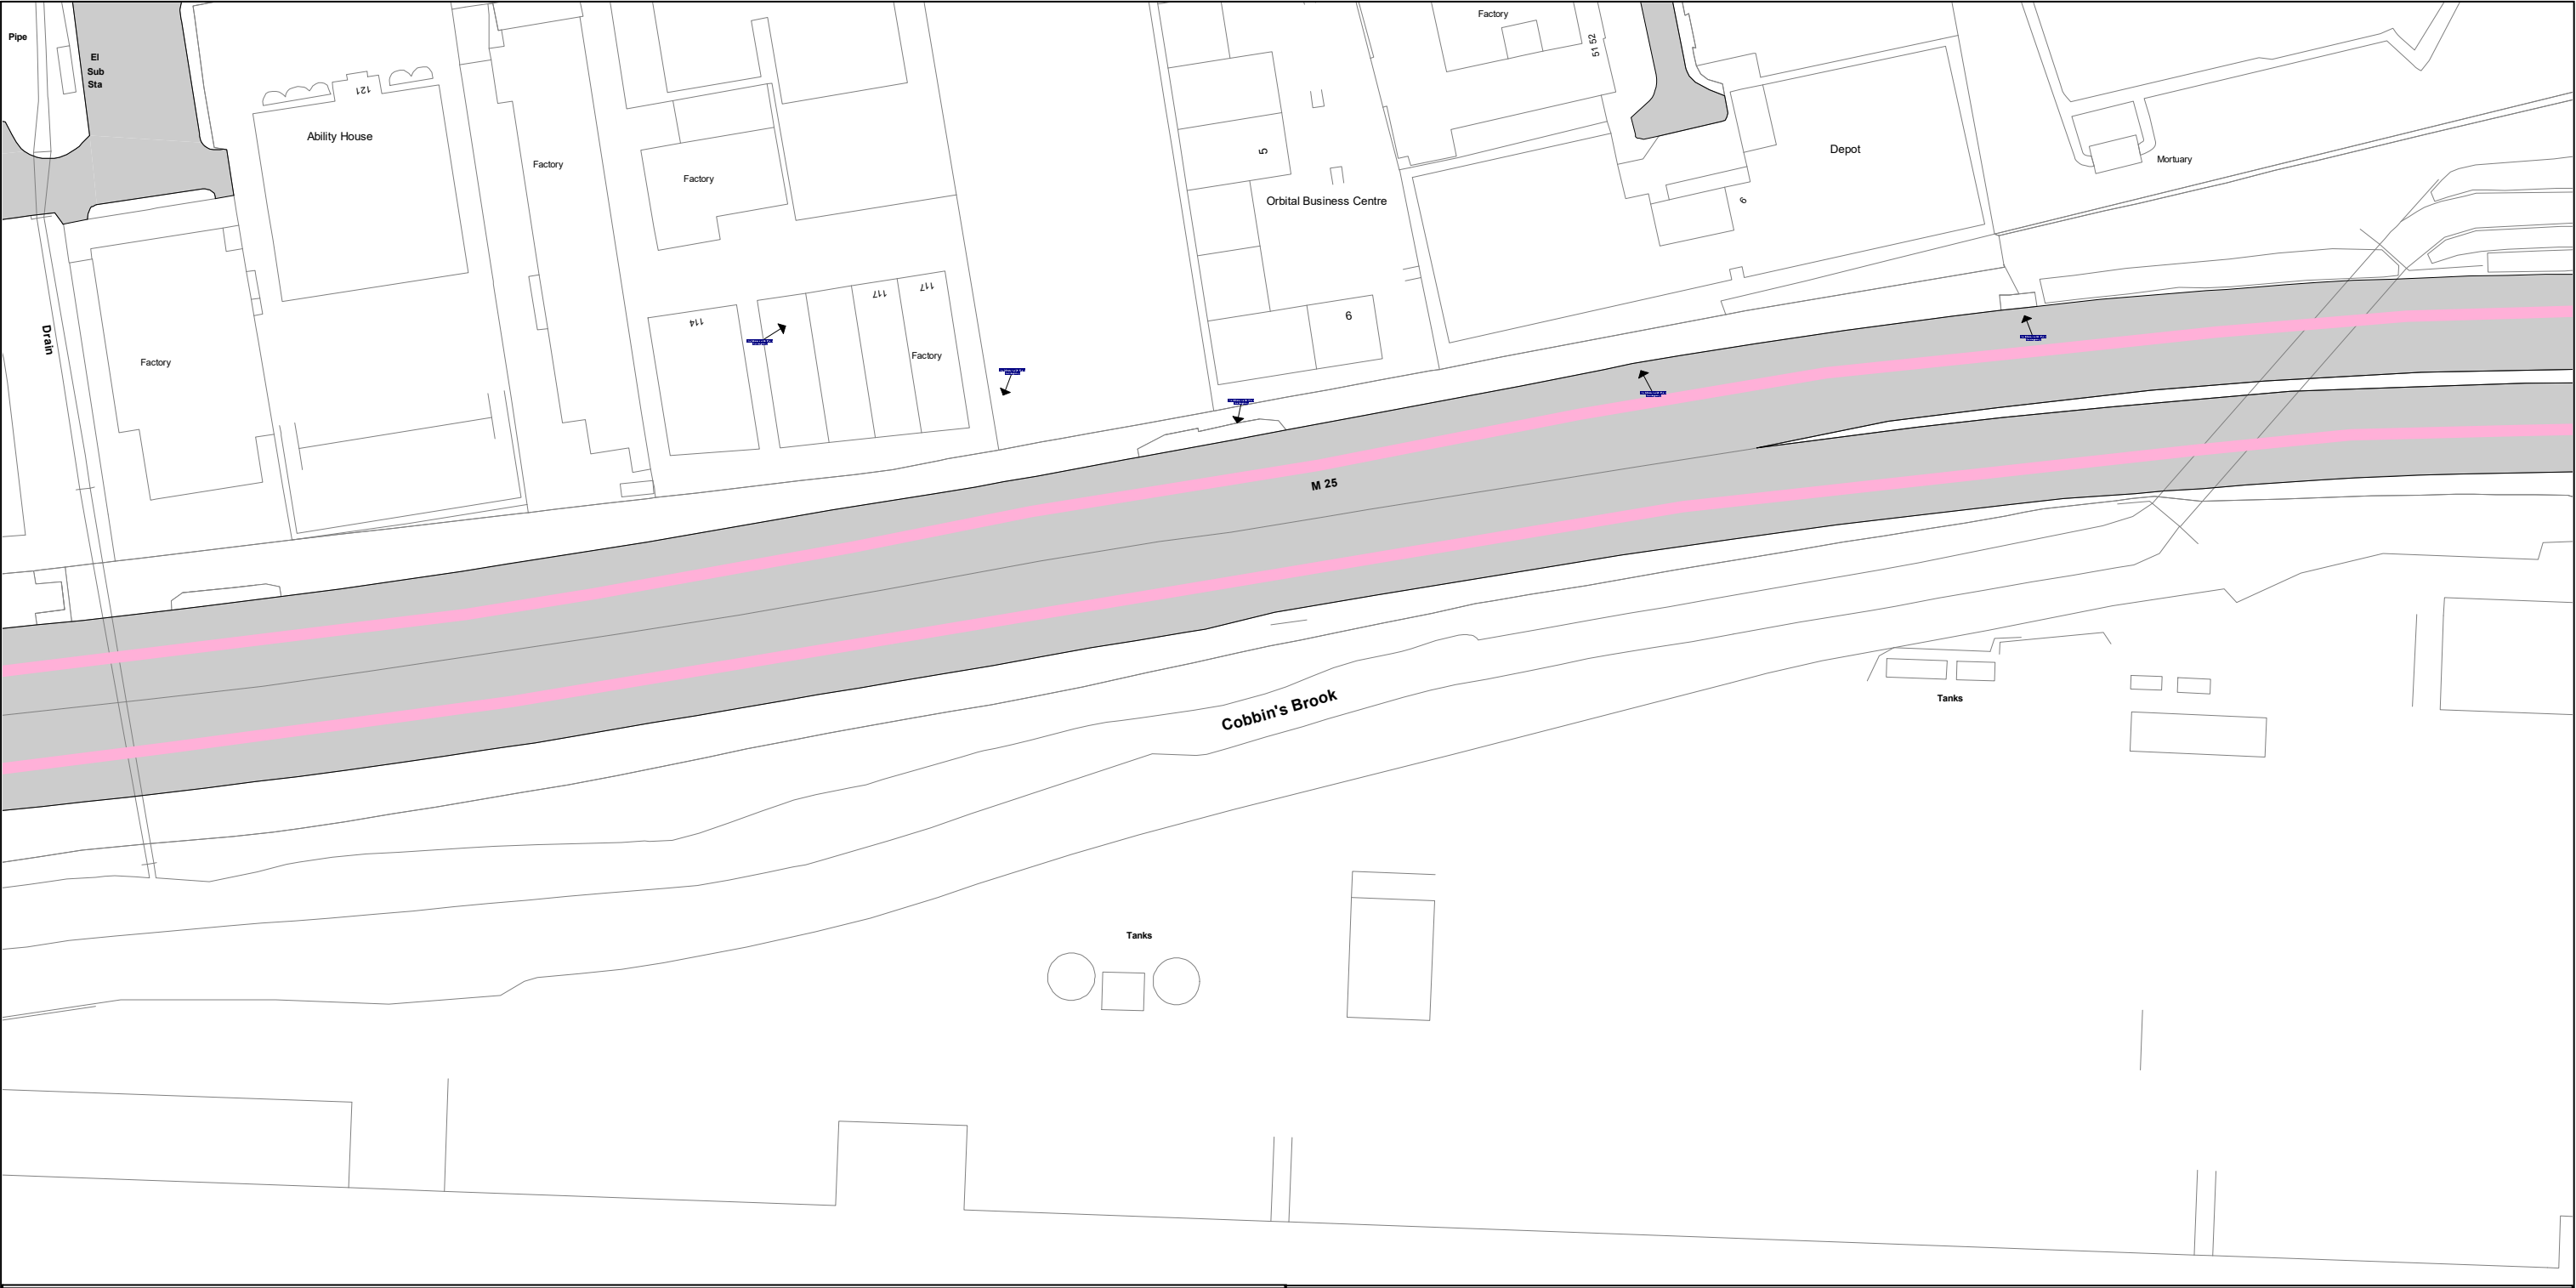 Pipe
El
Sub
Sta
Factory
51 52
121
Ability House
Factory
Factory
5
Orbital Business Centre
Depot
Mortuary
6
117
117
114
6
Drain
Factory
Factory
M 25
Cobbin's Brook
Tanks
Tanks